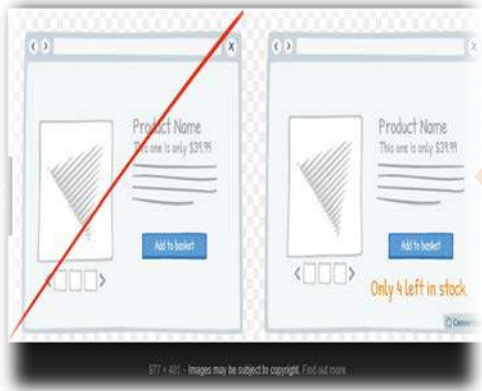 Product Name
This one is only $39.99
Add to basket
Product Name
This one is only $39.99
Add to basket
Only 4 left in stock.
977 × 401 - Images may be subject to copyright. Find out more